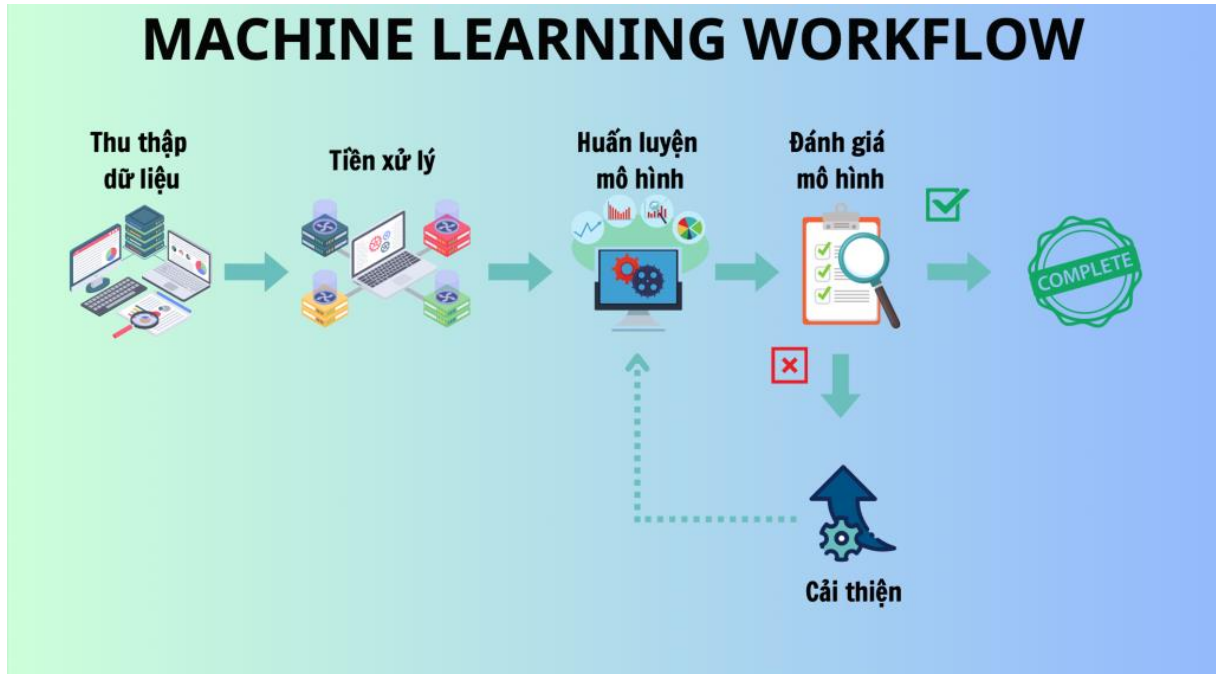 MACHINE LEARNING WORKFLOW
Thu thập
dữ liệu
Tiền xử lý
Huấn luyện
mô hình
Đánh giá
mô hình
COMPLETE
Cải thiện